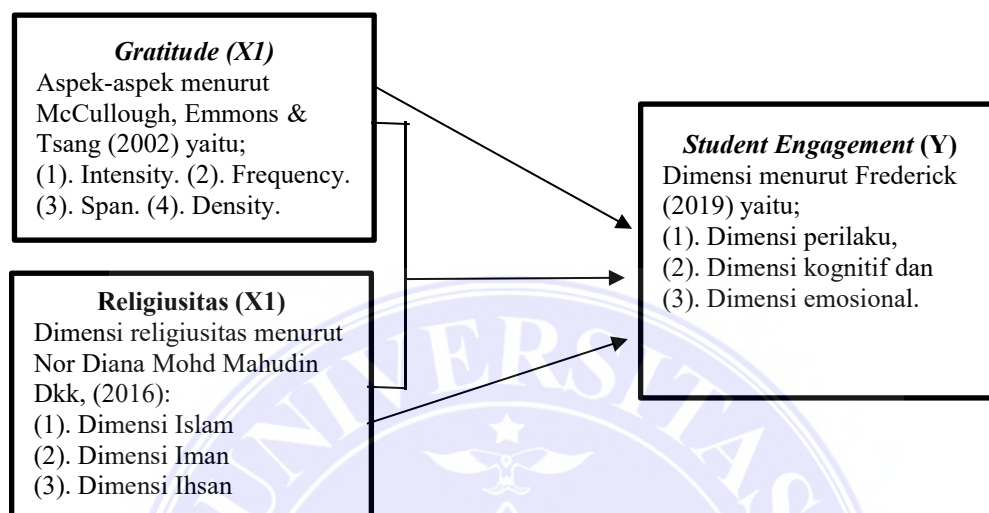 Gratitude (X1)
Aspek-aspek menurut
McCullough, Emmons &
Tsang (2002) yaitu;
(1). Intensity. (2). Frequency.
(3). Span. (4). Density.
Religiusitas (X1)
Dimensi religiusitas menurut
Nor Diana Mohd Mahudin
Dkk, (2016):
(1). Dimensi Islam
(2). Dimensi Iman
(3). Dimensi Ihsan
Student Engagement (Y)
Dimensi menurut Frederick
(2019) yaitu;
(1). Dimensi perilaku,
(2). Dimensi kognitif dan
(3). Dimensi emosional.
UNIVERSITAS